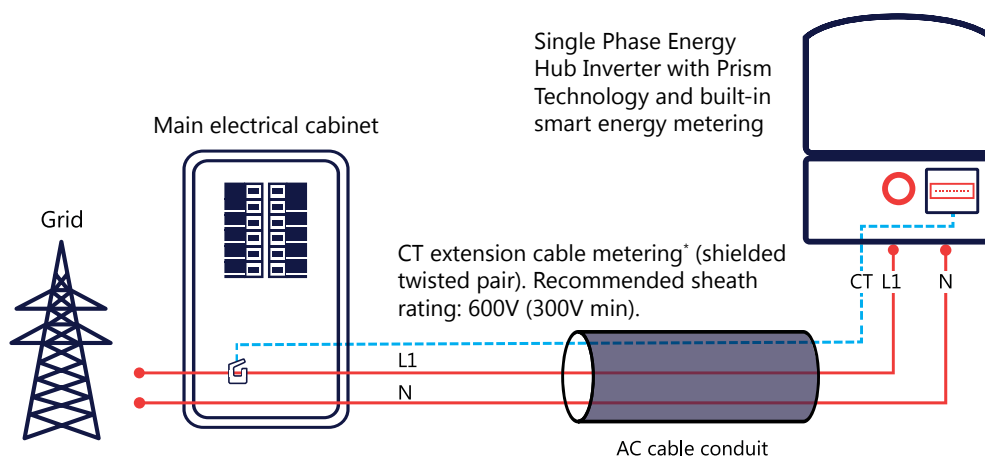 Single Phase Energy
Hub Inverter with Prism
Technology and built-in
smart energy metering
Main electrical cabinet
Grid
CT extension cable metering* (shielded
twisted pair). Recommended sheath
rating: 600V (300V min).
CT L1 N
L1
N
AC cable conduit